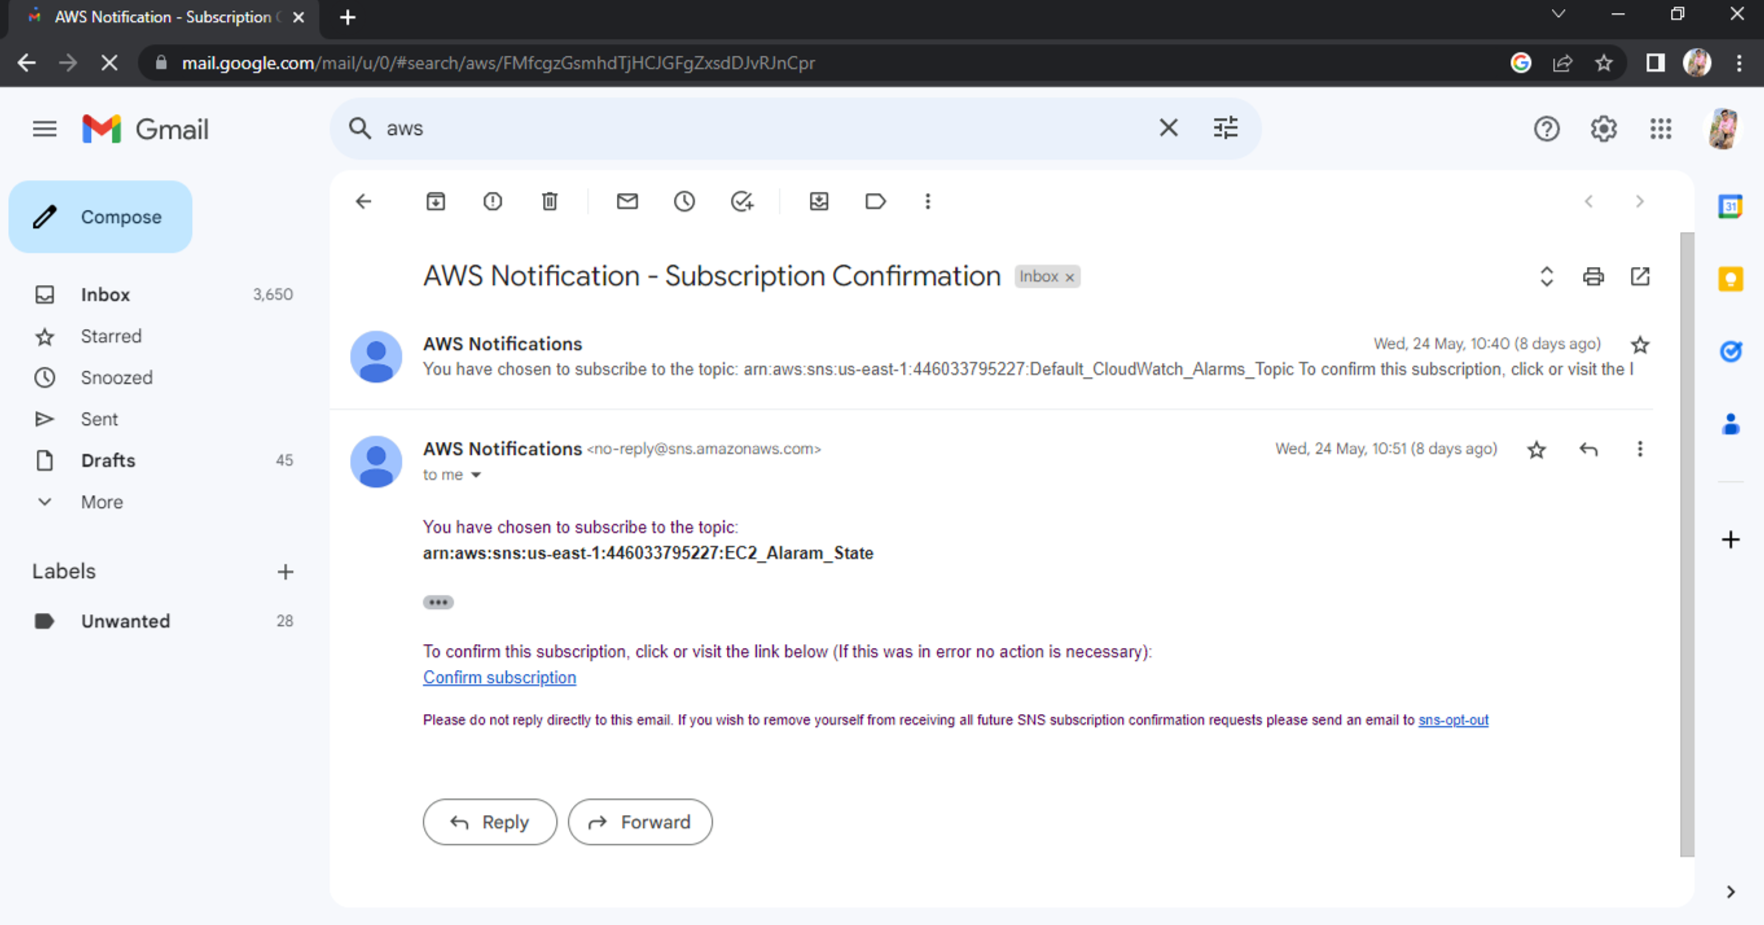 AWS Notification - Subscription C
mail.google.com/mail/u/0/#search/aws/FMfcgzGsmhdTjHCJGFgZxsdDJvRJnCpr
Gmail
aws
Compose
Inbox 3,650
Starred
Snoozed
Sent
Drafts 45
More
Labels
Unwanted 28
AWS Notification - Subscription Confirmation Inbox x
AWS Notifications Wed, 24 May, 10:40 (8 days ago)
You have chosen to subscribe to the topic: arn:aws:sns:us-east-1:446033795227:Default_CloudWatch_Alarms_Topic To confirm this subscription, click or visit the l
AWS Notifications <no-reply@sns.amazonaws.com> Wed, 24 May, 10:51 (8 days ago)
to me
You have chosen to subscribe to the topic:
arn:aws:sns:us-east-1:446033795227:EC2_Alaram_State
To confirm this subscription, click or visit the link below (If this was in error no action is necessary):
Confirm subscription
Please do not reply directly to this email. If you wish to remove yourself from receiving all future SNS subscription confirmation requests please send an email to sns-opt-out
Reply Forward
31